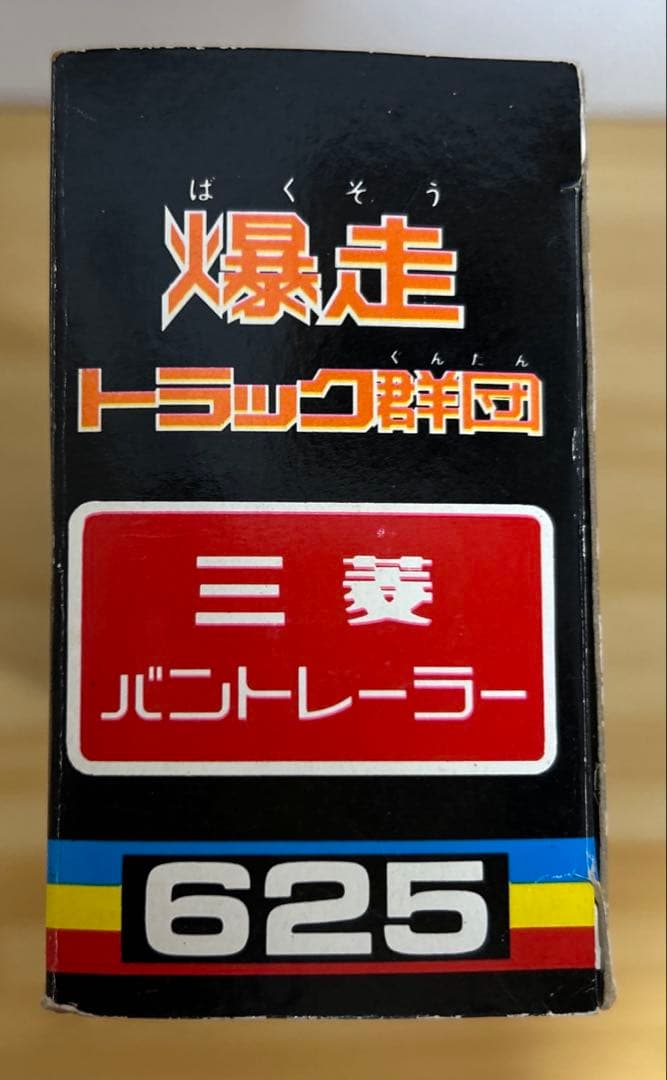 ばくそう
爆走
ぐんだん
トラック群団
三菱
バントレーラー
625